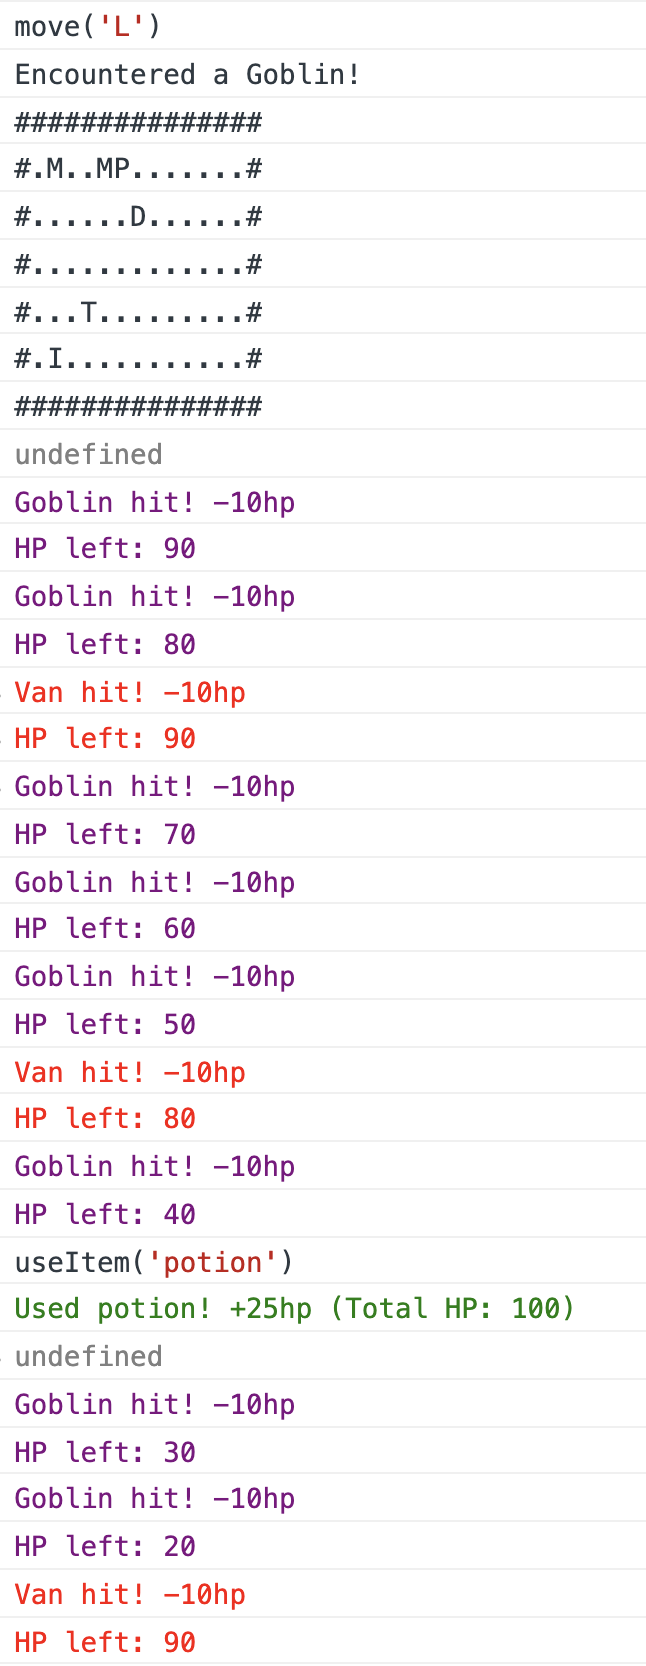 move('L')
Encountered a Goblin!
###############
#.M..MP.......#
#......D......#
#.............#
#...T.........#
#.I...........#
###############
undefined
Goblin hit! -10hp
HP left: 90
Goblin hit! -10hp
HP left: 80
Van hit! -10hp
HP left: 90
Goblin hit! -10hp
HP left: 70
Goblin hit! -10hp
HP left: 60
Goblin hit! -10hp
HP left: 50
Van hit! -10hp
HP left: 80
Goblin hit! -10hp
HP left: 40
useItem('potion')
Used potion! +25hp (Total HP: 100)
undefined
Goblin hit! -10hp
HP left: 30
Goblin hit! -10hp
HP left: 20
Van hit! -10hp
HP left: 90